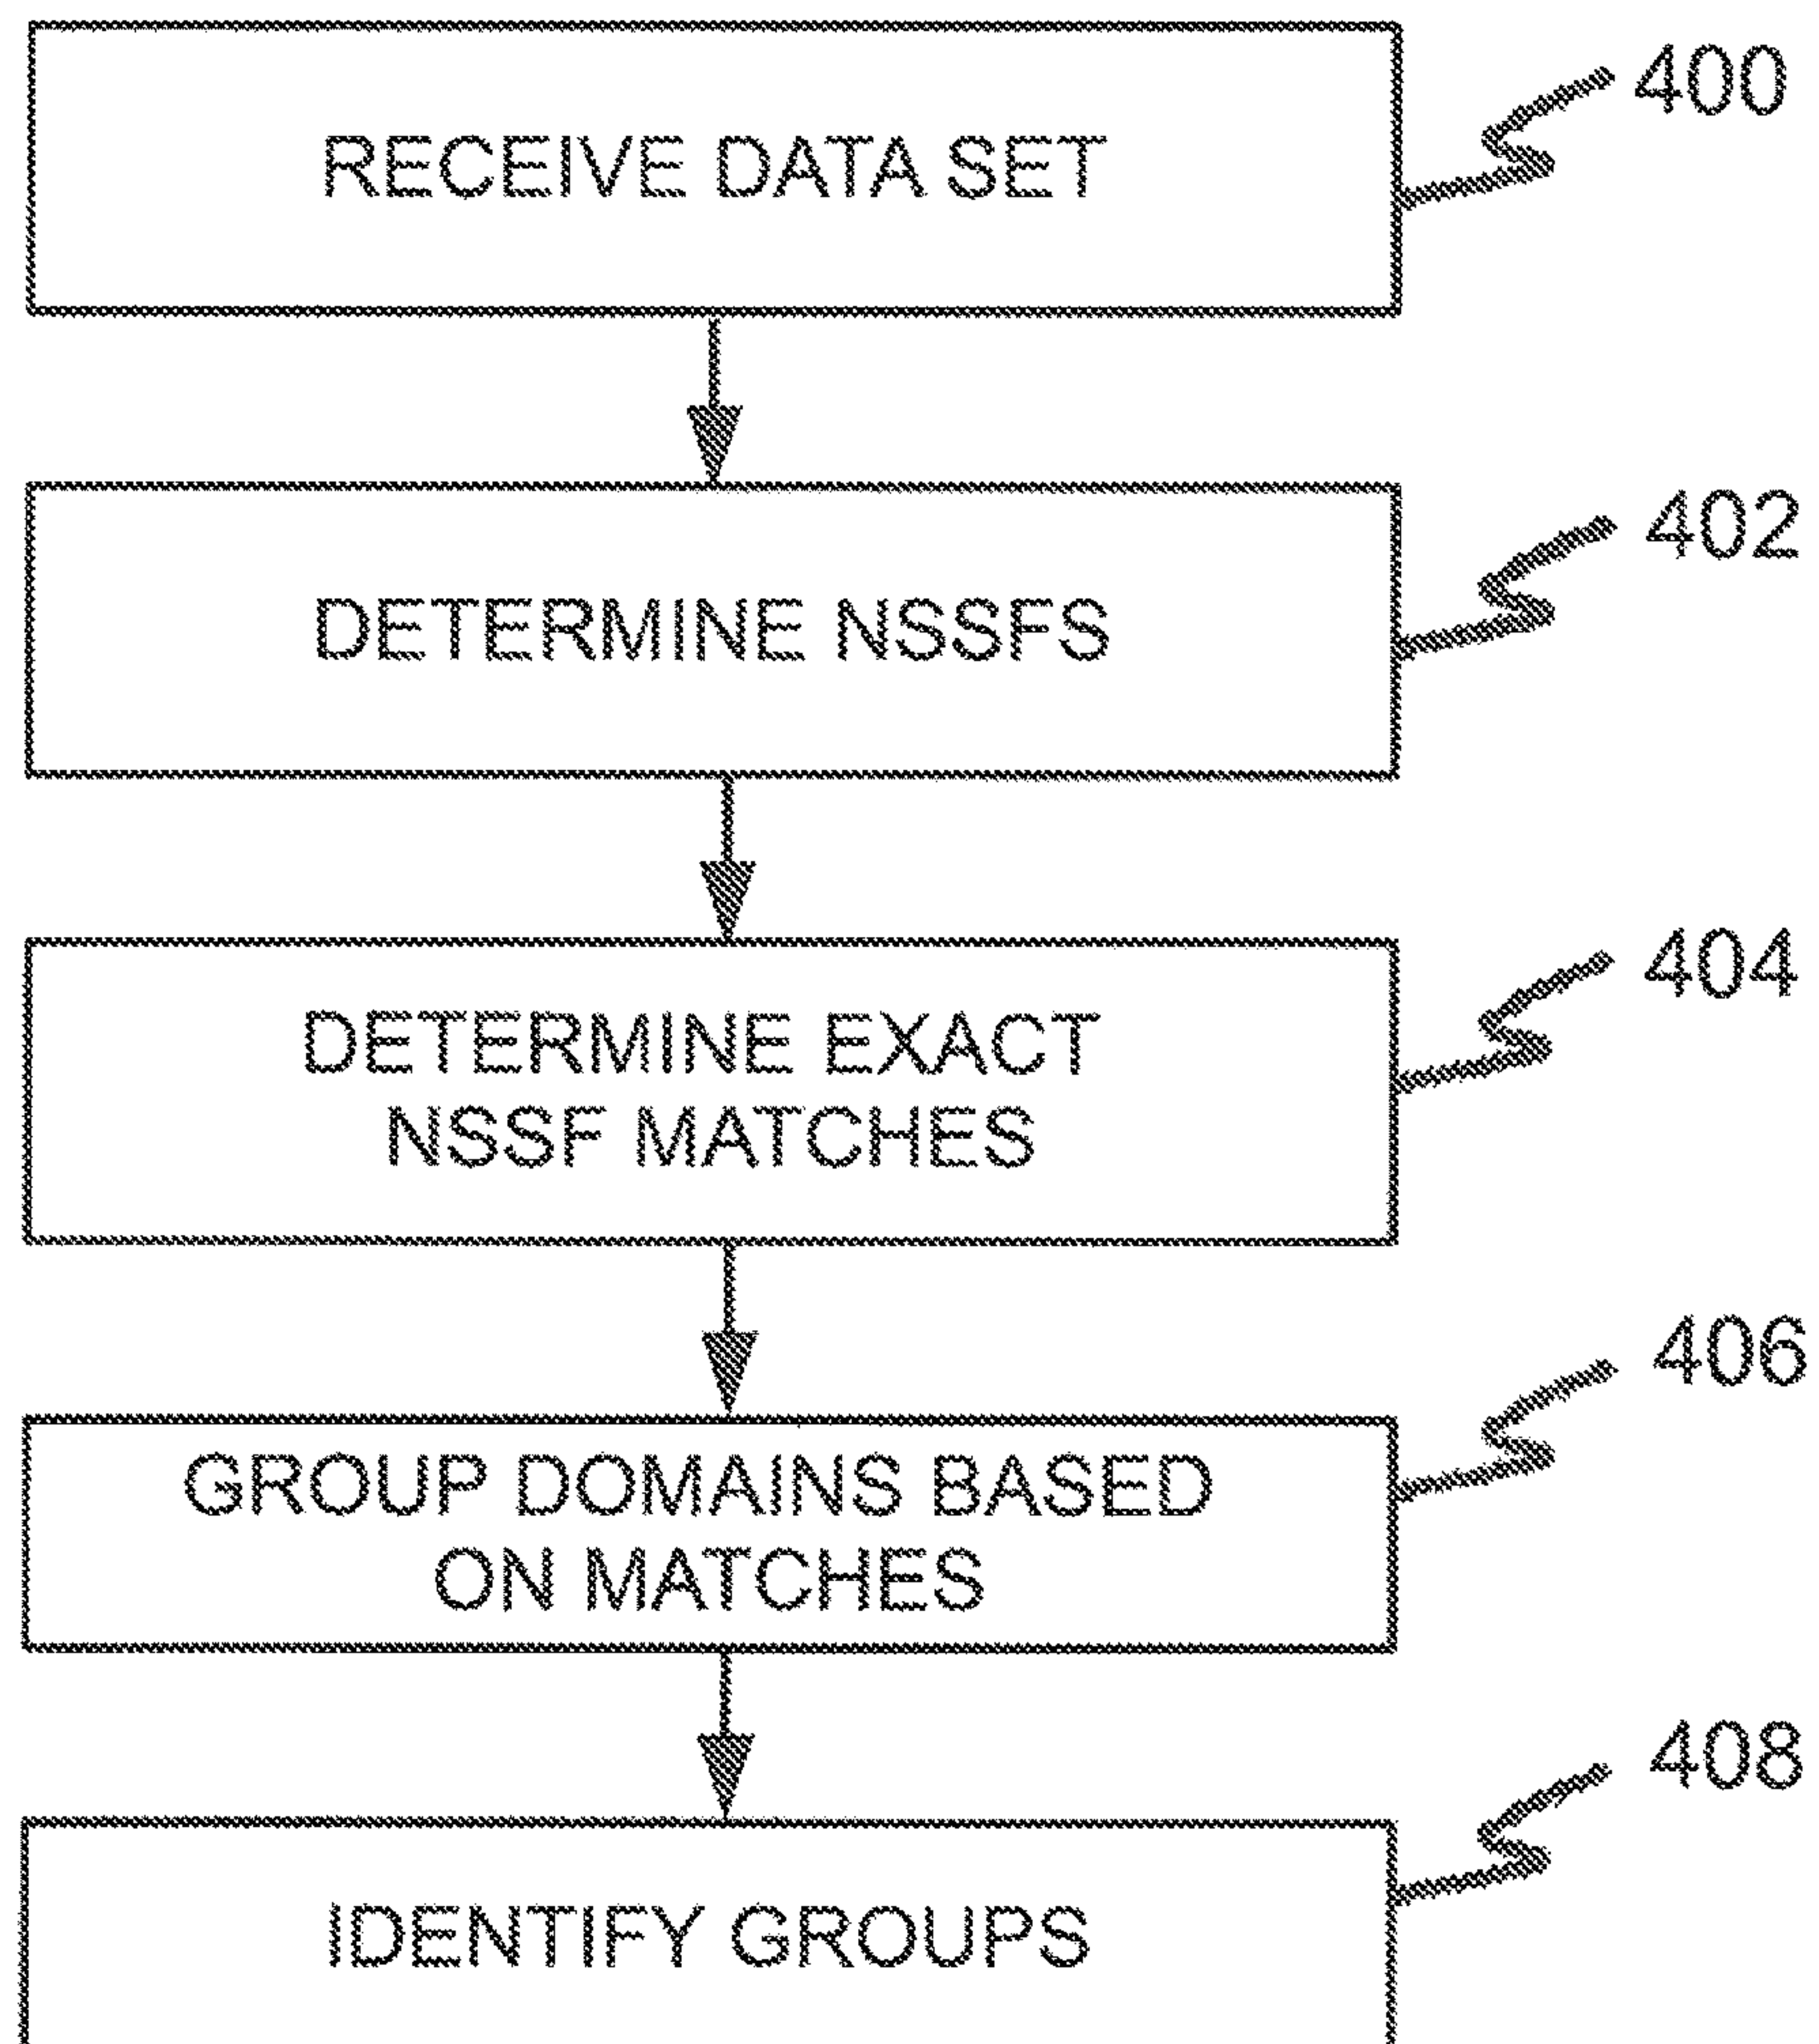 RECEIVE DATA SET
400
DETERMINE NSSFS
402
DETERMINE EXACT
NSSF MATCHES
404
GROUP DOMAINS BASED
ON MATCHES
406
IDENTIFY GROUPS
408